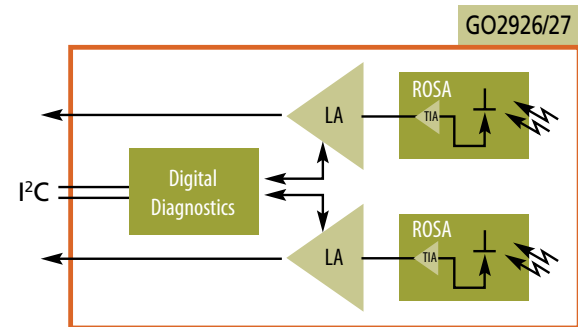 GO2926/27
ROSA
TIA
LA
I²C
Digital
Diagnostics
ROSA
TIA
LA